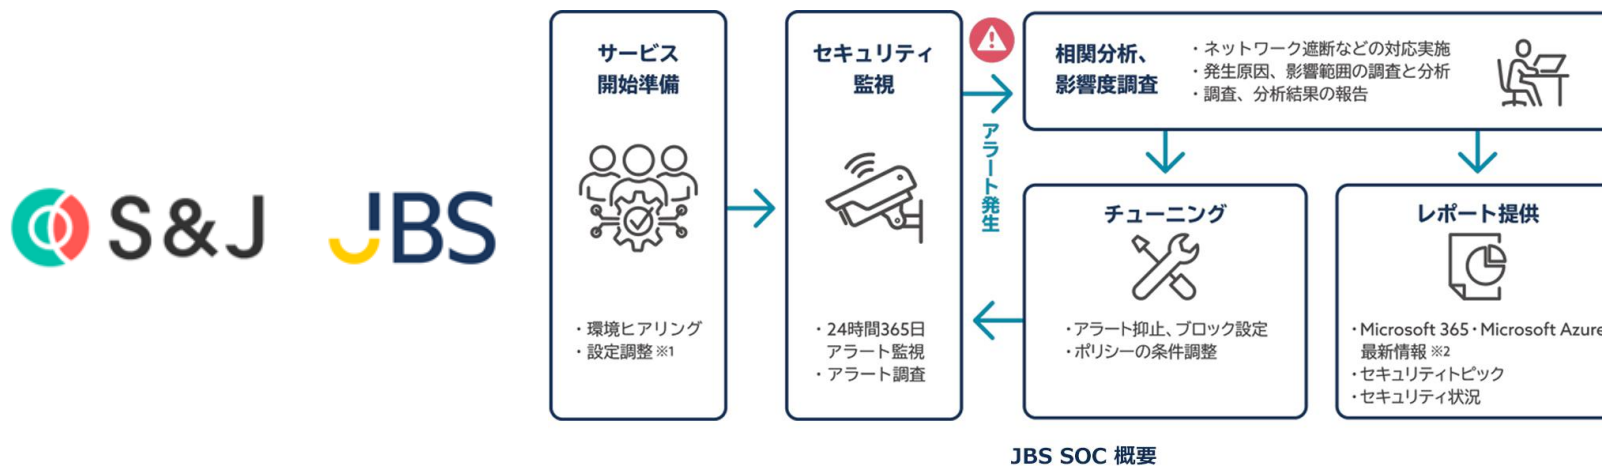 S&J
JBS
サービス
開始準備
・環境ヒアリング
・設定調整 ※1
セキュリティ
監視
・24時間365日
アラート監視
・アラート調査
アラート発生
相関分析、
影響度調査
・ネットワーク遮断などの対応実施
・発生原因、影響範囲の調査と分析
・調査、分析結果の報告
チューニング
・アラート抑止、ブロック設定
・ポリシーの条件調整
レポート提供
・Microsoft 365・Microsoft Azure
最新情報 ※2
・セキュリティトピック
・セキュリティ状況
JBS SOC 概要